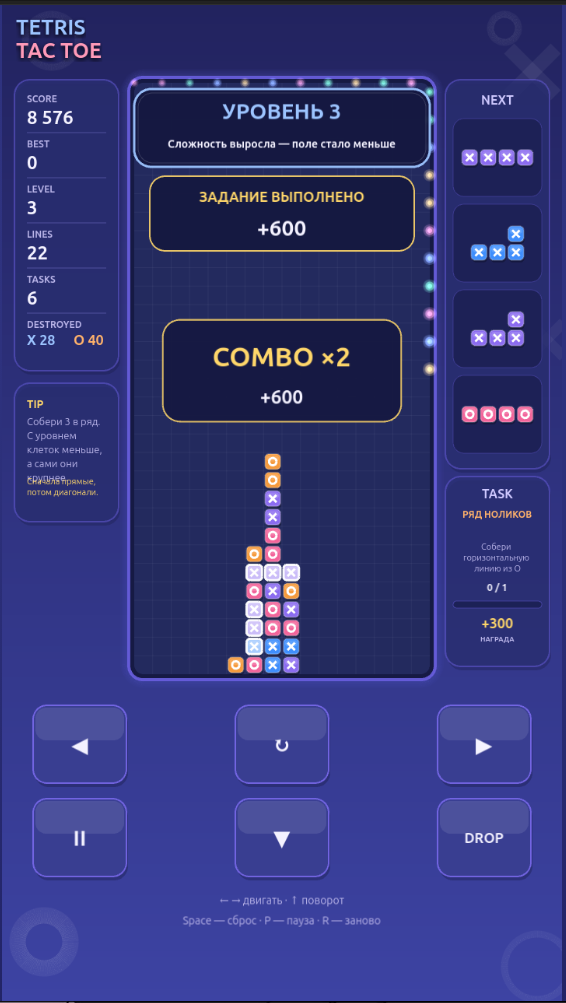 TETRIS
TAC TOE
SCORE
8 576
BEST
0
LEVEL
3
LINES
22
TASKS
6
DESTROYED
X 28 O 40
TIP
Собери 3 в ряд.
С уровнем
клеток меньше,
а сами они
крупнее.
Сначала прямые,
потом диагонали.
УРОВЕНЬ 3
Сложность выросла — поле стало меньше
ЗАДАНИЕ ВЫПОЛНЕНО
+600
COMBO ×2
+600
NEXT
TASK
РЯД НОЛИКОВ
Собери
горизонтальную
линию из O
0 / 1
+300
НАГРАДА
DROP
← → двигать · ↑ поворот
Space — сброс · P — пауза · R — заново